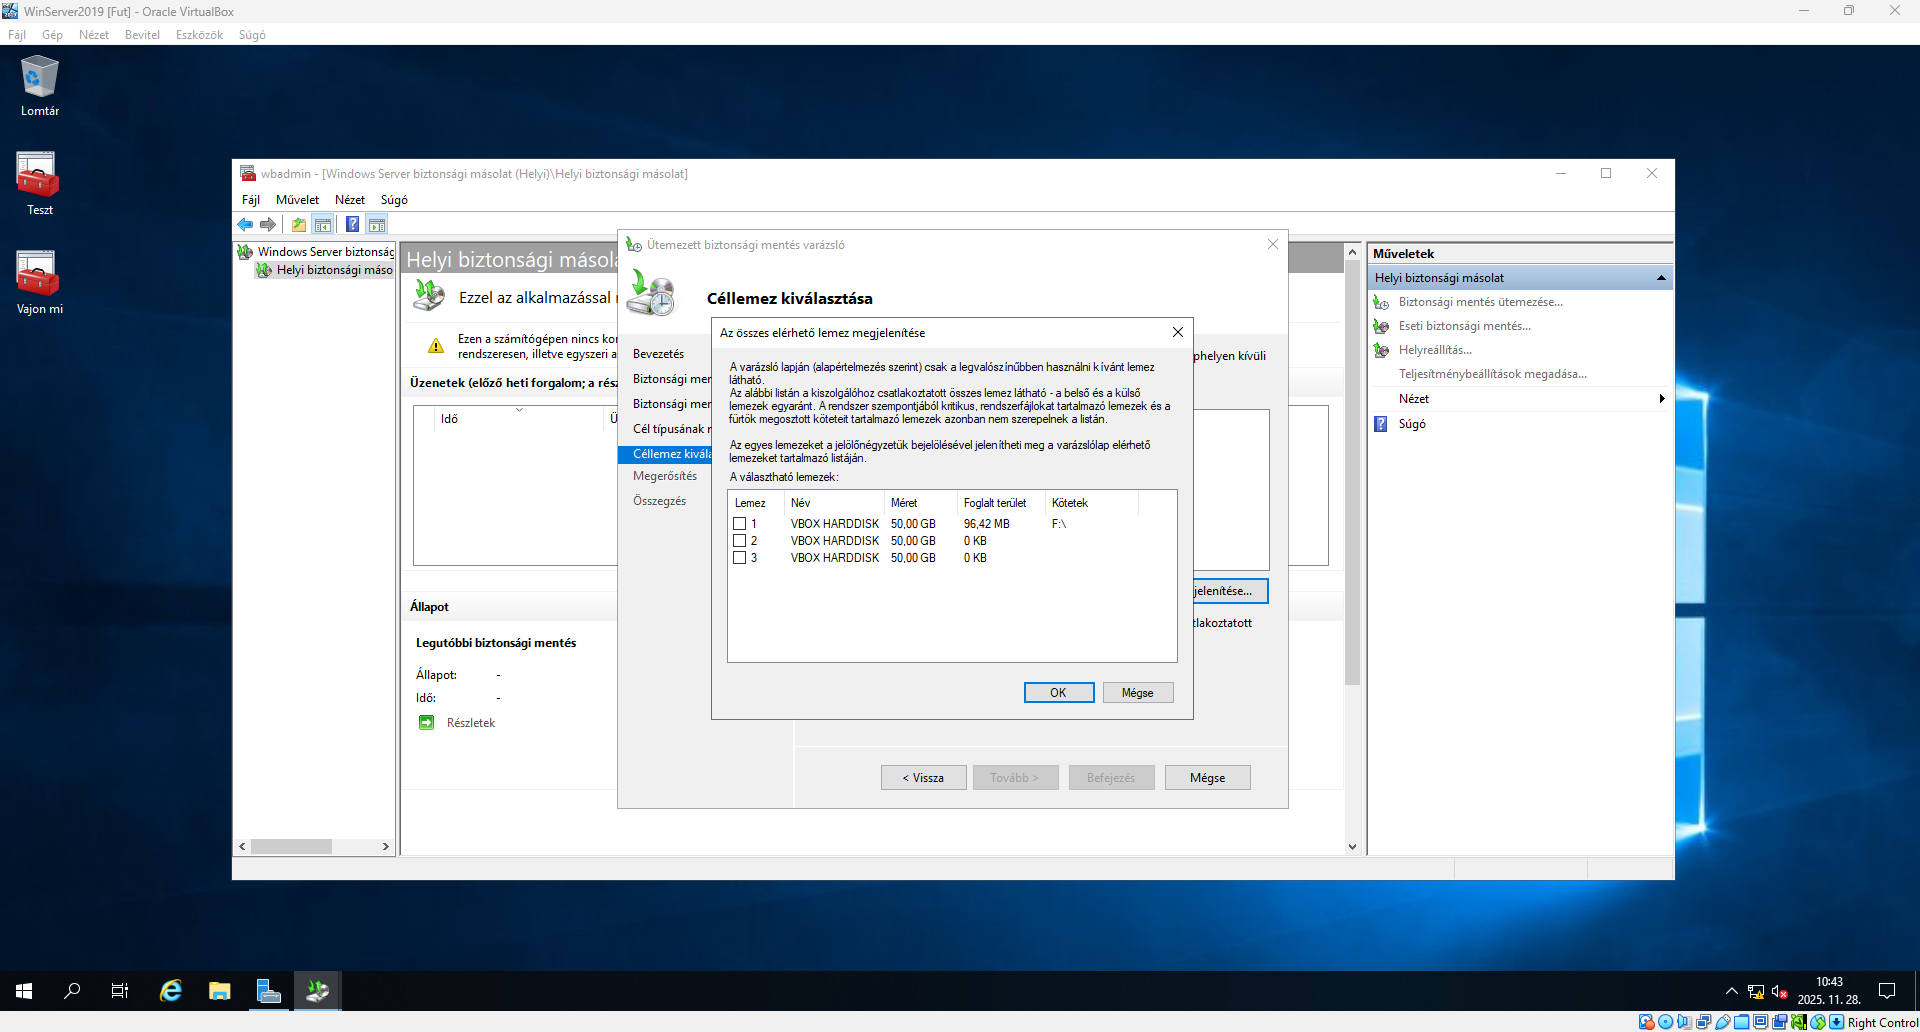 WinServer2019 [Fut] - Oracle VirtualBox
Fájl Gép Nézet Bevitel Eszközök Súgó
Lomtár
Teszt
Vajon mi
wbadmin - [Windows Server biztonsági másolat (Helyi)\Helyi biztonsági másolat]
Fájl Művelet Nézet Súgó
Windows Server biztonság
Helyi biztonsági máso
Helyi biztonsági másola
Ezzel az alkalmazással
Ezen a számítógépen nincs kor
rendszeresen, illetve egyszeri a
Üzenetek (előző heti forgalom; a rész
Idő
Ü
Állapot
Legutóbbi biztonsági mentés
Állapot: -
Idő: -
Részletek
Ütemezett biztonsági mentés varázsló
Céllemez kiválasztása
Bevezetés
Biztonsági mer
Biztonsági mer
Cél típusának r
Céllemez kivála
Megerősítés
Összegzés
phelyen kívüli
jelenítése...
tlakoztatott
< Vissza Tovább > Befejezés Mégse
Az összes elérhető lemez megjelenítése
A varázsló lapján (alapértelmezés szerint) csak a legvalószínűbben használni kívánt lemez
látható.
Az alábbi listán a kiszolgálóhoz csatlakoztatott összes lemez látható - a belső és a külső
lemezek egyaránt. A rendszer szempontjából kritikus, rendszerfájlokat tartalmazó lemezek és a
fürtök megosztott köteteit tartalmazó lemezek azonban nem szerepelnek a listán.
Az egyes lemezeket a jelölőnégyzetük bejelölésével jelenítheti meg a varázslólap elérhető
lemezeket tartalmazó listáján.
A választható lemezek:
Lemez Név Méret Foglalt terület Kötetek
1 VBOX HARDDISK 50,00 GB 96,42 MB F:\
2 VBOX HARDDISK 50,00 GB 0 KB
3 VBOX HARDDISK 50,00 GB 0 KB
OK Mégse
Műveletek
Helyi biztonsági másolat
Biztonsági mentés ütemezése...
Eseti biztonsági mentés...
Helyreállítás...
Teljesítménybeállítások megadása...
Nézet
Súgó
10:43
2025. 11. 28.
Right Control